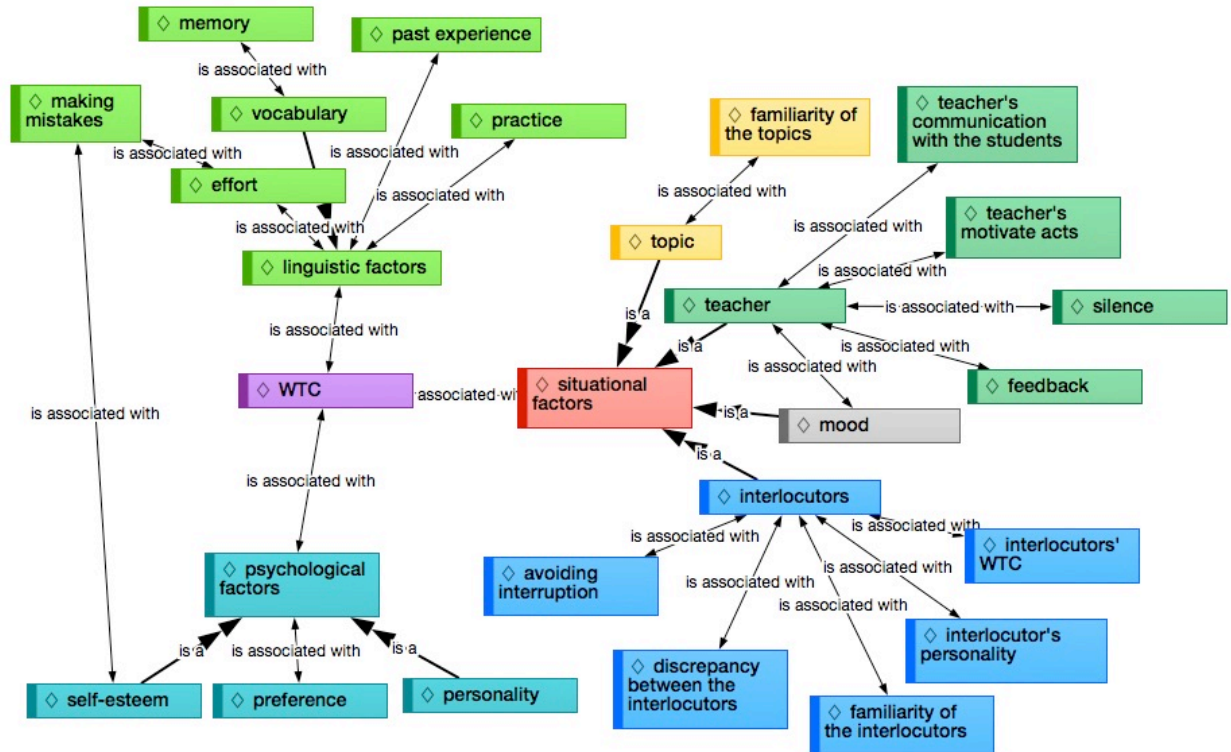 ◇ memory
◇ past experience
is associated with
◇ making
mistakes
◇ vocabulary
◇ practice
◇ familiarity of
the topics
◇ teacher's
communication
with the students
is associated with
is associated with
◇ effort
is associated with
is associated with
is associated with
◇ teacher's
motivate acts
is associated with
◇ topic
is associated with
◇ linguistic factors
is associated with
◇ teacher
is associated with
◇ silence
is a
is associated with
is a
is associated with
is associated with
◇ situational
factors
◇ feedback
◇ WTC
associated with
is associated with
is a
◇ mood
is a
is associated with
◇ interlocutors
is associated with
is associated with
◇ interlocutors'
WTC
◇ psychological
factors
◇ avoiding
interruption
is associated with
is associated with
is associated with
◇ interlocutor's
personality
is a
is associated with
is a
◇ discrepancy
between the
interlocutors
◇ self-esteem
◇ preference
◇ personality
◇ familiarity of
the interlocutors